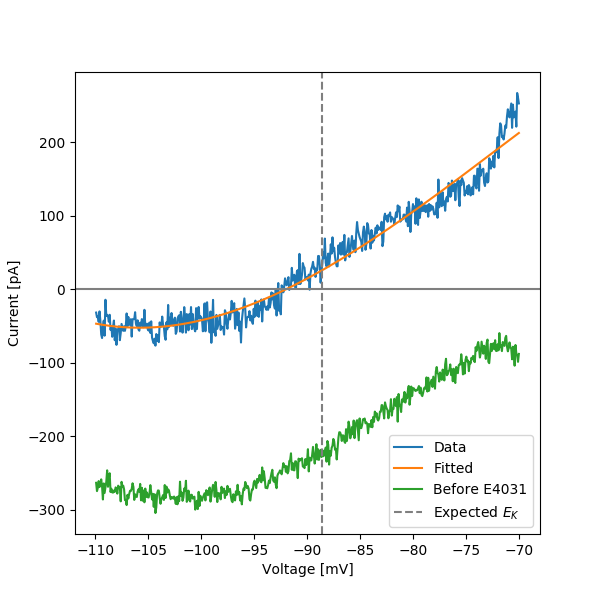 200
100
0
−100
−200
−300
Current [pA]
−110 −105 −100 −95 −90 −85 −80 −75 −70
Voltage [mV]
Data
Fitted
Before E4031
Expected E_K